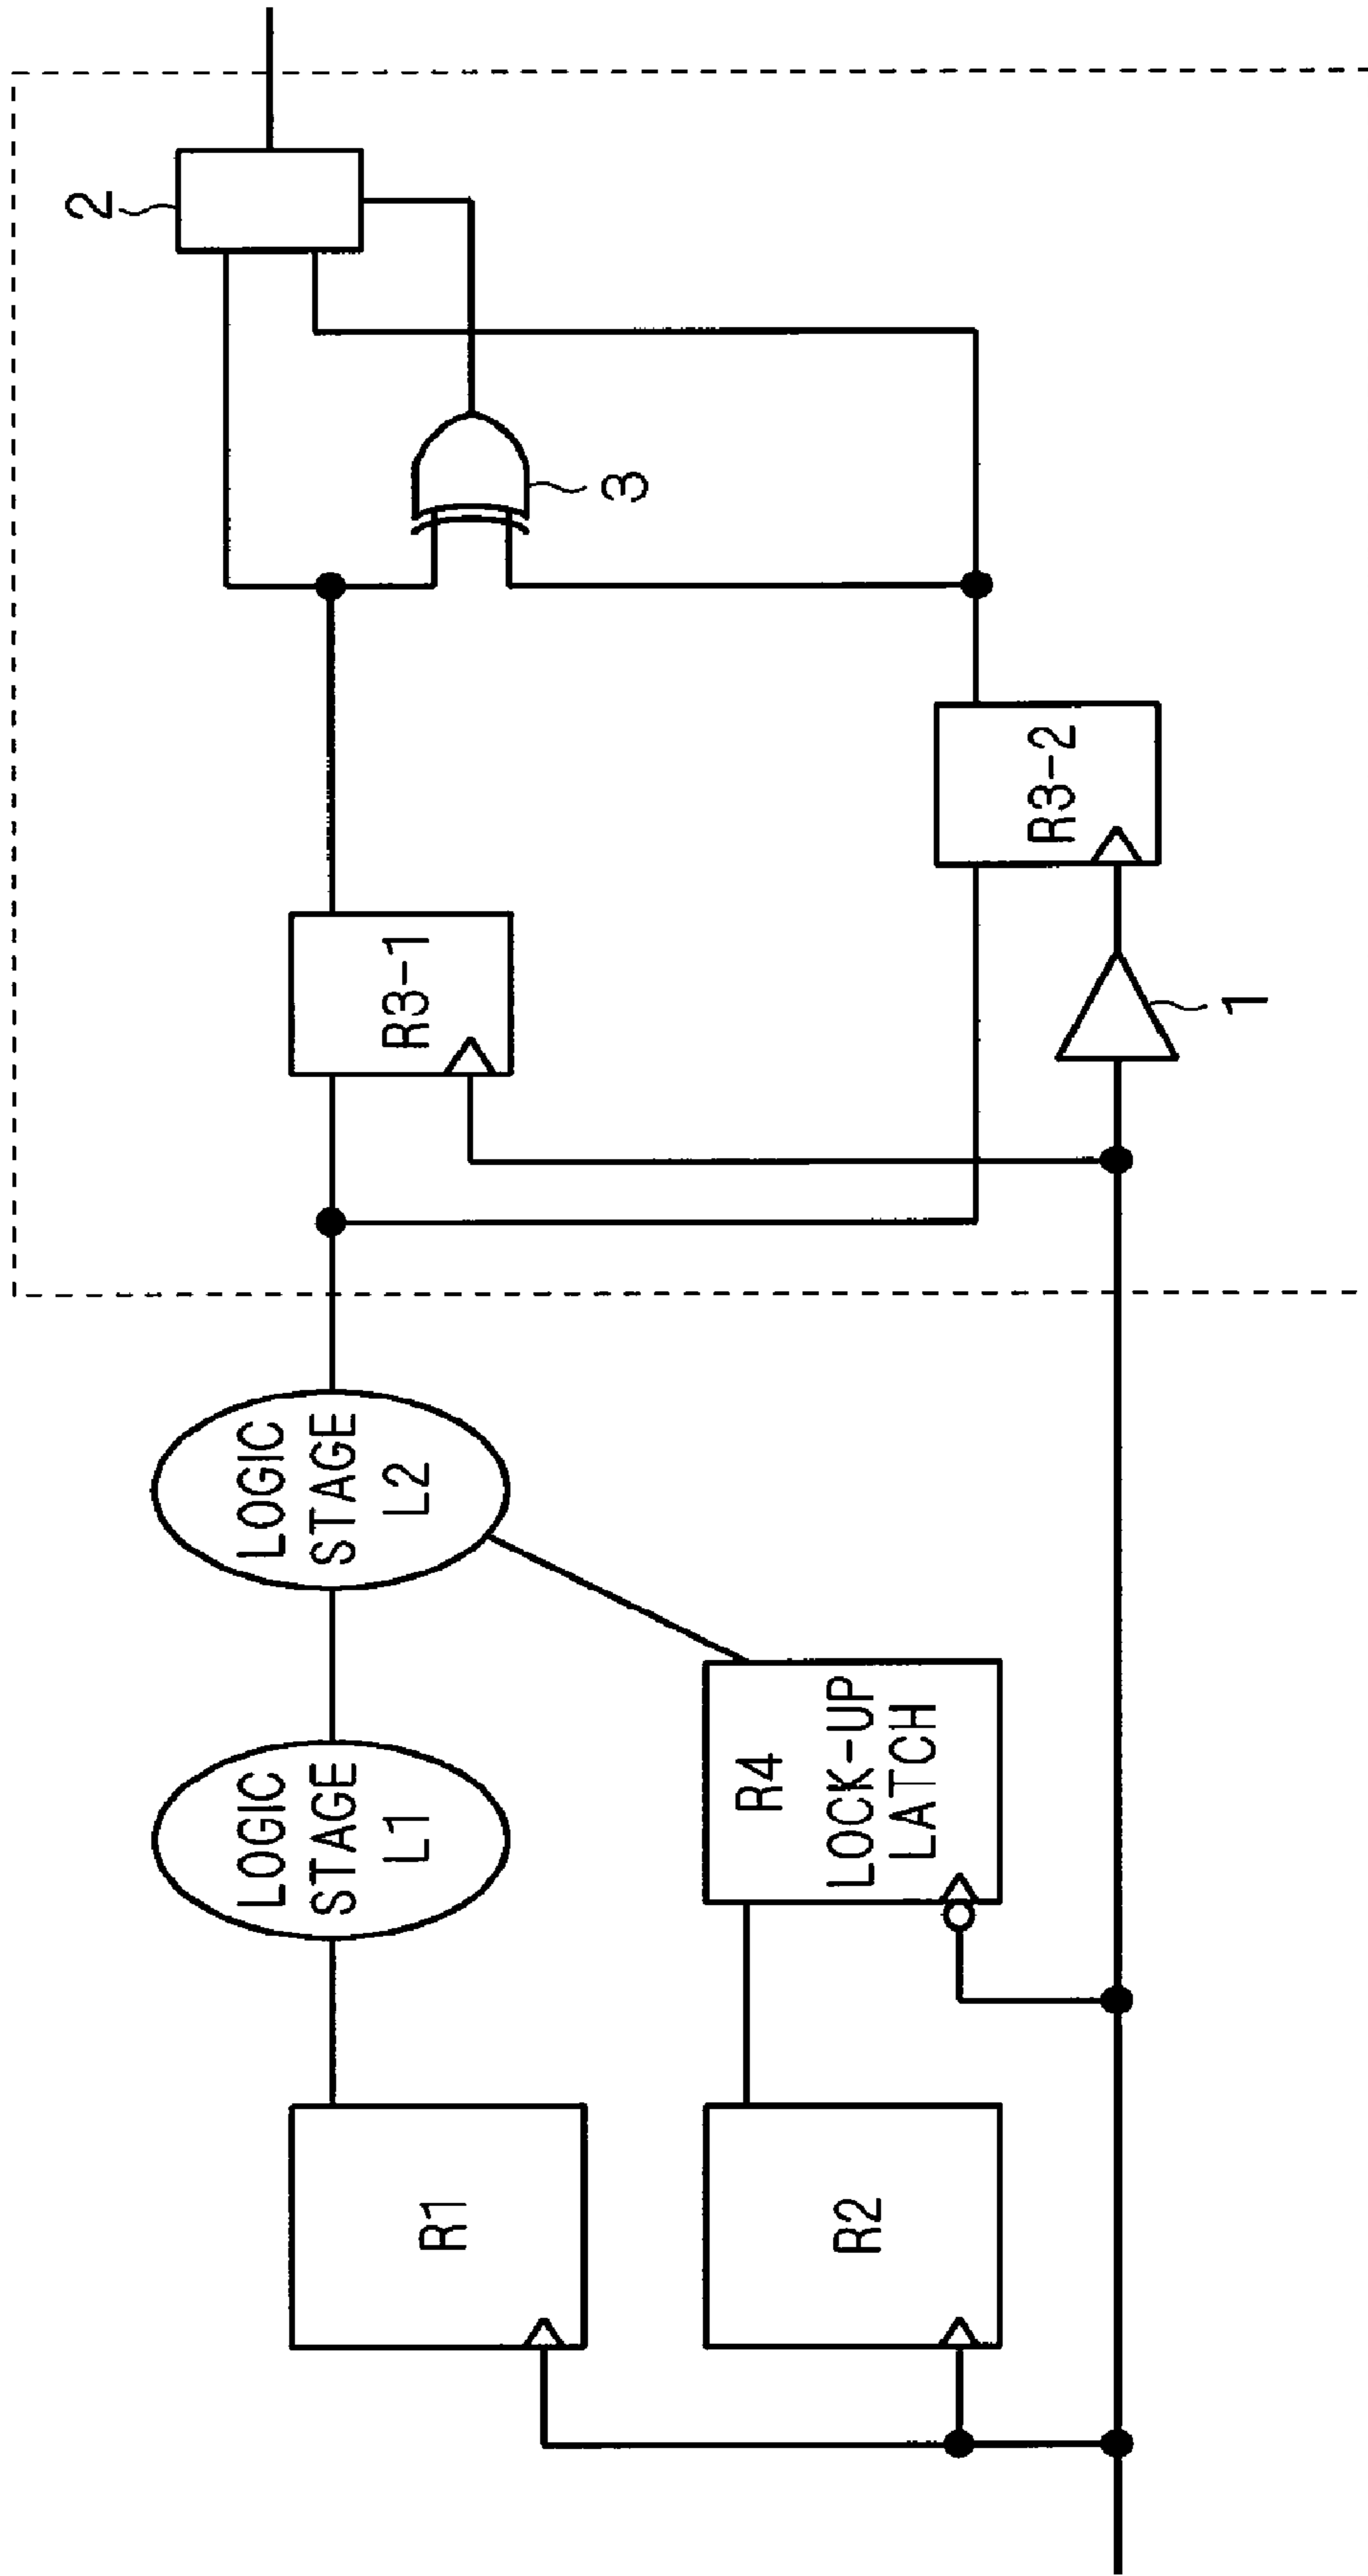 2
3
R3-1
R3-2
1
LOGIC
STAGE
L2
LOGIC
STAGE
L1
R4
LOCK-UP
LATCH
R1
R2